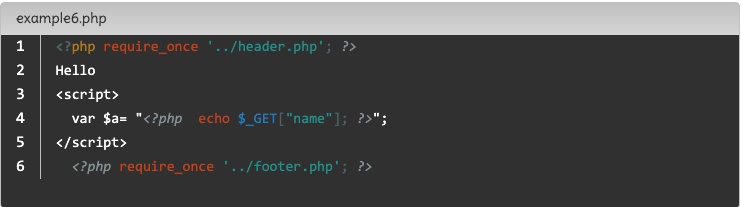 example6.php
1 <?php require_once '../header.php'; ?>
2 Hello
3 <script>
4 var $a= "<?php  echo $_GET["name"]; ?>";
5 </script>
6 <?php require_once '../footer.php'; ?>